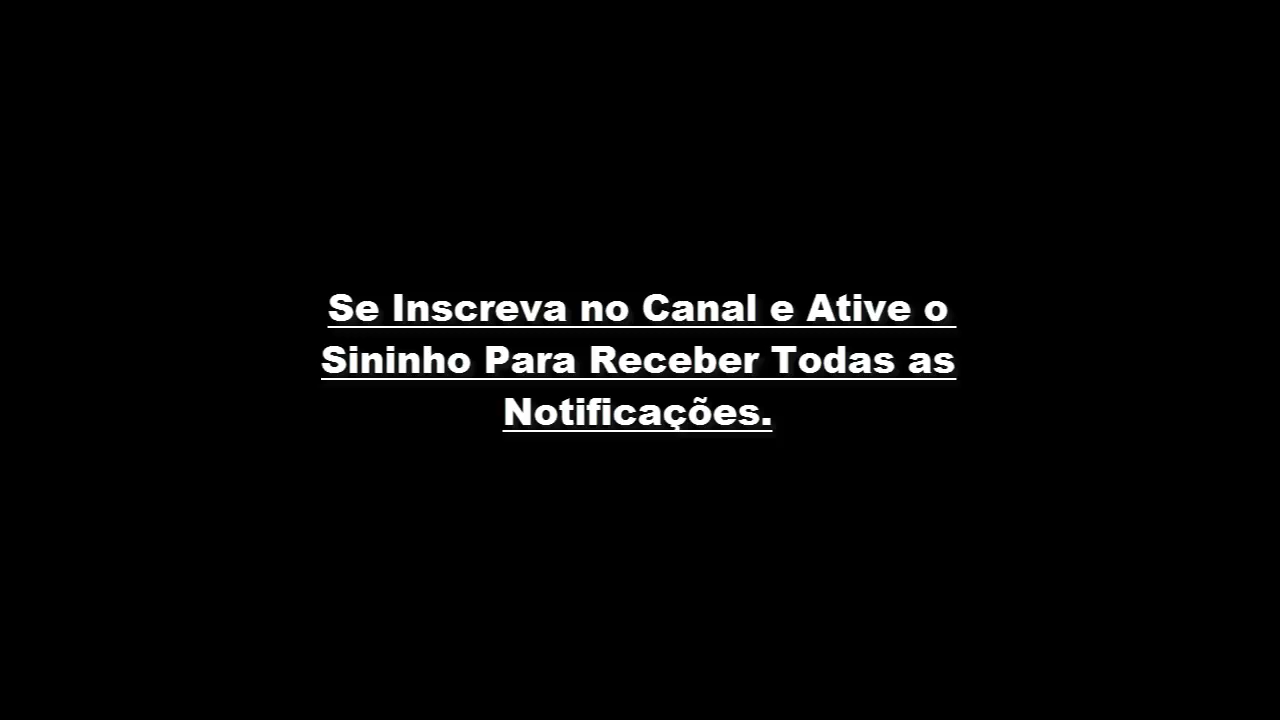 Se Inscreva no Canal e Ative o
Sininho Para Receber Todas as
Notificações.